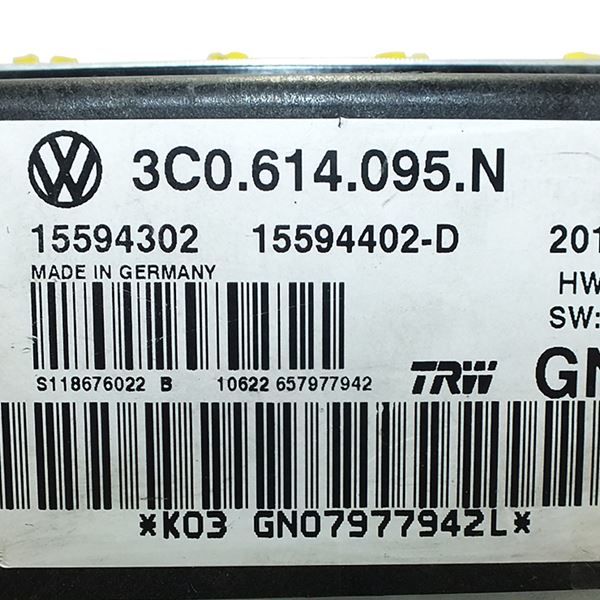 3C0.614.095.N
15594302 15594402-D 201
MADE IN GERMANY HW
SW:
S118676022 B 10622 657977942 TRW GN
*K03 GN07977942L*